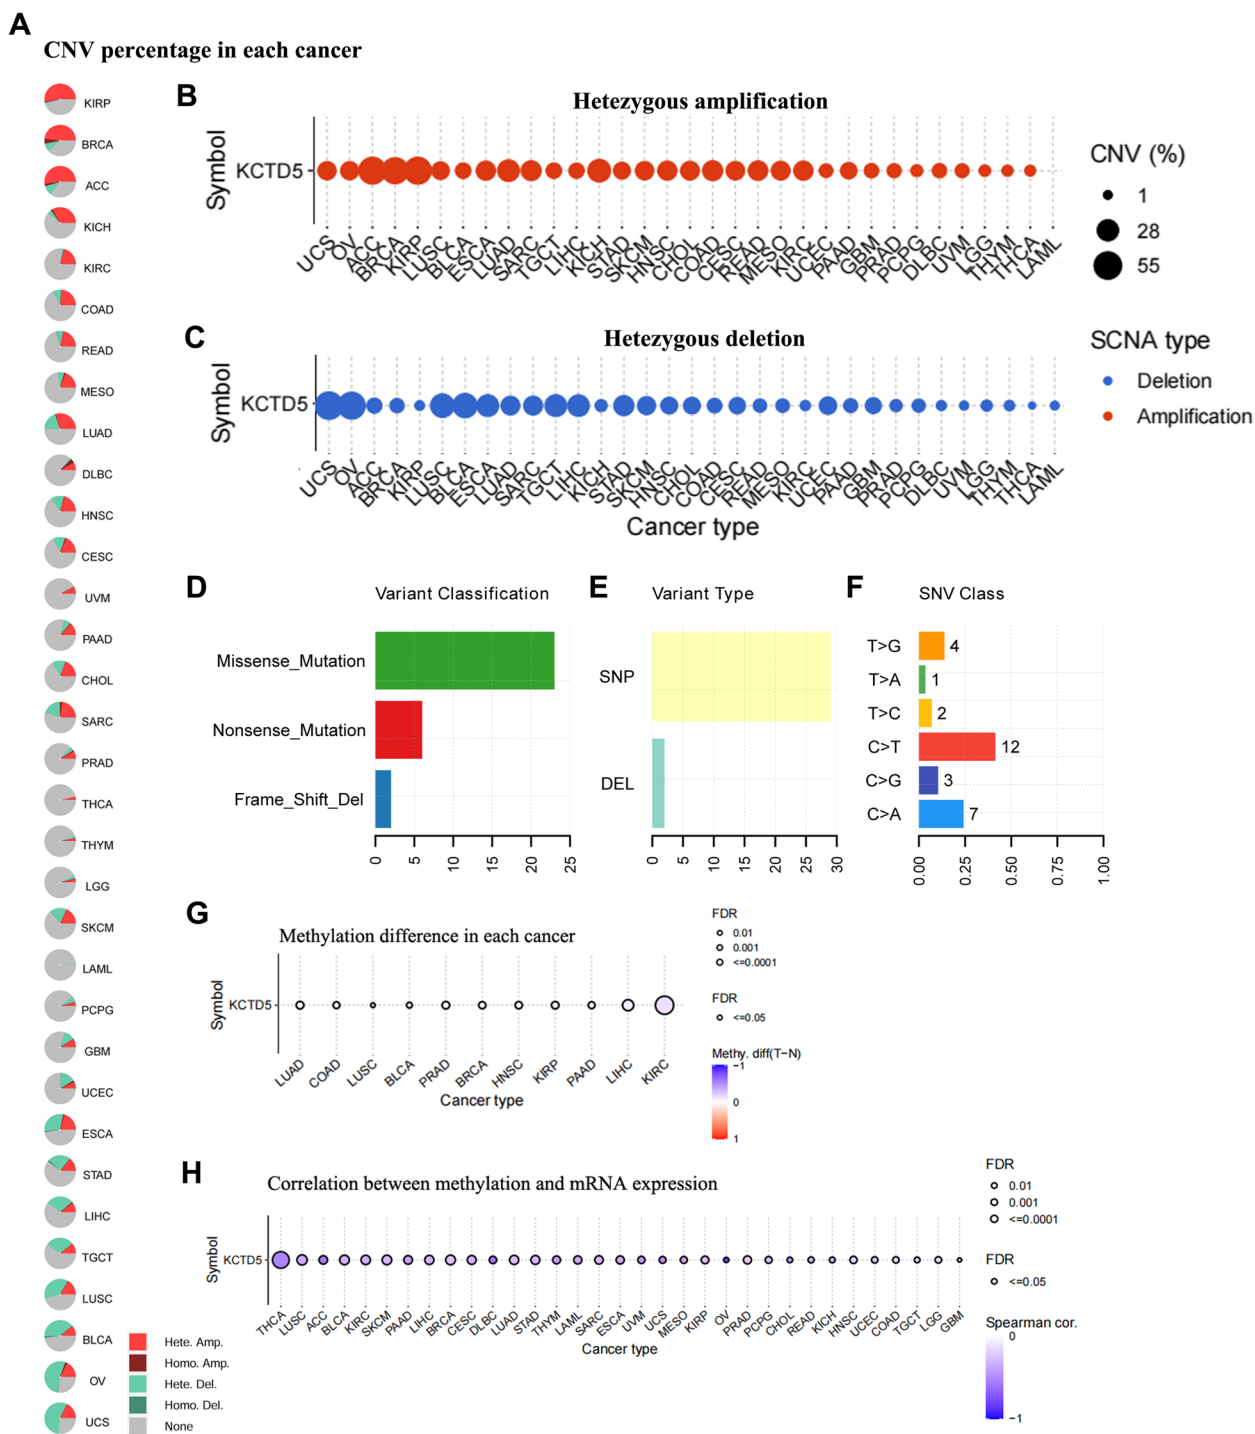 A
CNV percentage in each cancer
KIRP
BRCA
ACC
KICH
KIRC
COAD
READ
MESO
LUAD
DLBC
HNSC
CESC
UVM
PAAD
CHOL
SARC
PRAD
THCA
THYM
LGG
SKCM
LAML
PCPG
GBM
UCEC
ESCA
STAD
LIHC
TGCT
LUSC
BLCA
OV
UCS
Hete. Amp.
Homo. Amp.
Hete. Del.
Homo. Del.
None
B
Hetezygous amplification
Symbol
KCTD5
UCS OV ACC BRCA KIRP LUSC BLCA ESCA LUAD SARC TGCT LIHC KICH STAD SKCM HNSC CHOL COAD CESC READ MESO KIRC UCEC PAAD GBM PRAD PCPG DLBC UVM LGG THYM THCA LAML
CNV (%)
1
28
55
SCNA type
Deletion
Amplification
C
Hetezygous deletion
Symbol
KCTD5
UCS OV ACC BRCA KIRP LUSC BLCA ESCA LUAD SARC TGCT LIHC KICH STAD SKCM HNSC CHOL COAD CESC READ MESO KIRC UCEC PAAD GBM PRAD PCPG DLBC UVM LGG THYM THCA LAML
Cancer type
D
Variant Classification
Missense_Mutation
Nonsense_Mutation
Frame_Shift_Del
0 5 10 15 20 25
E
Variant Type
SNP
DEL
0 5 10 15 20 25 30
F
SNV Class
T>G 4
T>A 1
T>C 2
C>T 12
C>G 3
C>A 7
0.00 0.25 0.50 0.75 1.00
G
Methylation difference in each cancer
Symbol
KCTD5
LUAD COAD LUSC BLCA PRAD BRCA HNSC KIRP PAAD LIHC KIRC
Cancer type
FDR
0.01
0.001
<=0.0001
FDR
<=0.05
Methy. diff(T−N)
−1
0
1
H
Correlation between methylation and mRNA expression
Symbol
KCTD5
THCA LUSC ACC BLCA KIRC SKCM PAAD LIHC BRCA CESC DLBC LUAD STAD THYM LAML SARC ESCA UVM UCS MESO KIRP OV PRAD PCPG CHOL READ KICH HNSC UCEC COAD TGCT LGG GBM
Cancer type
FDR
0.01
0.001
<=0.0001
FDR
<=0.05
Spearman cor.
0
−1